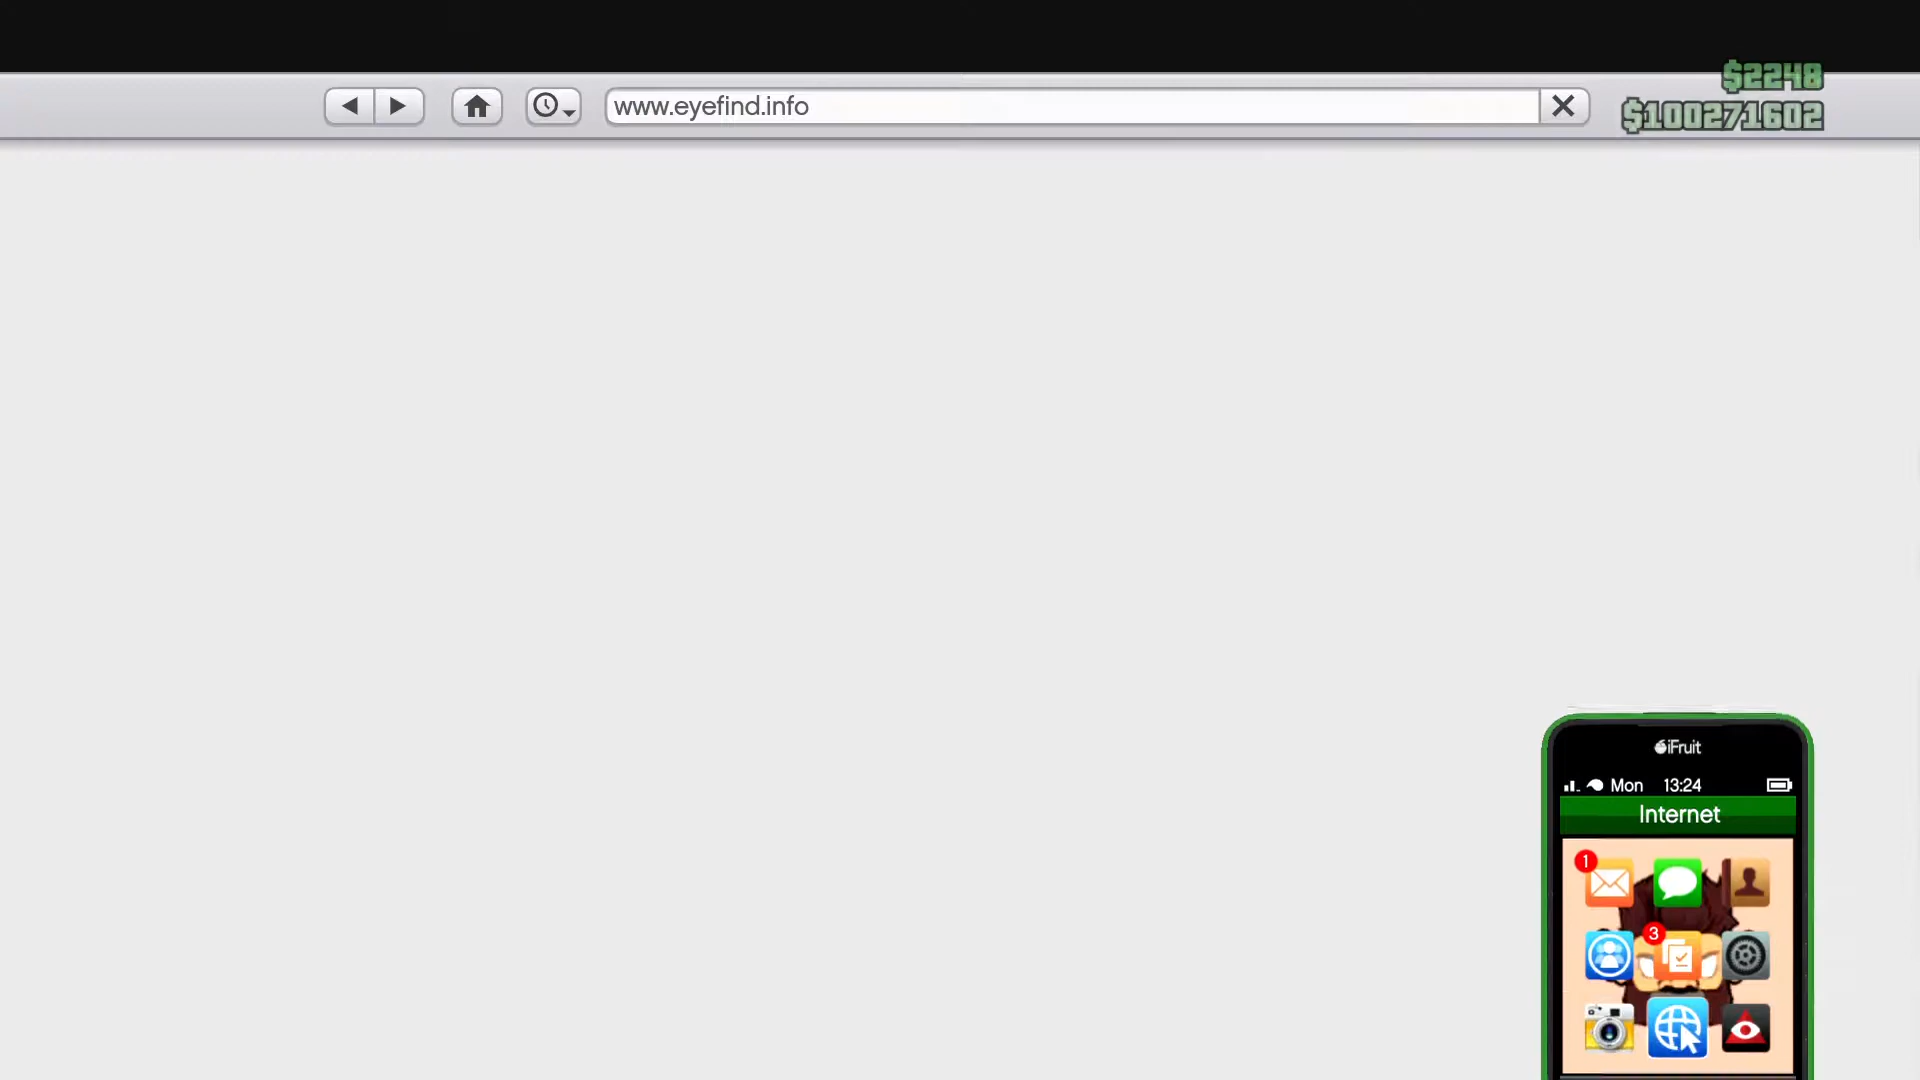 $2248
www.eyefind.info
$100271602
iFruit
Mon 13:24
Internet
1
3